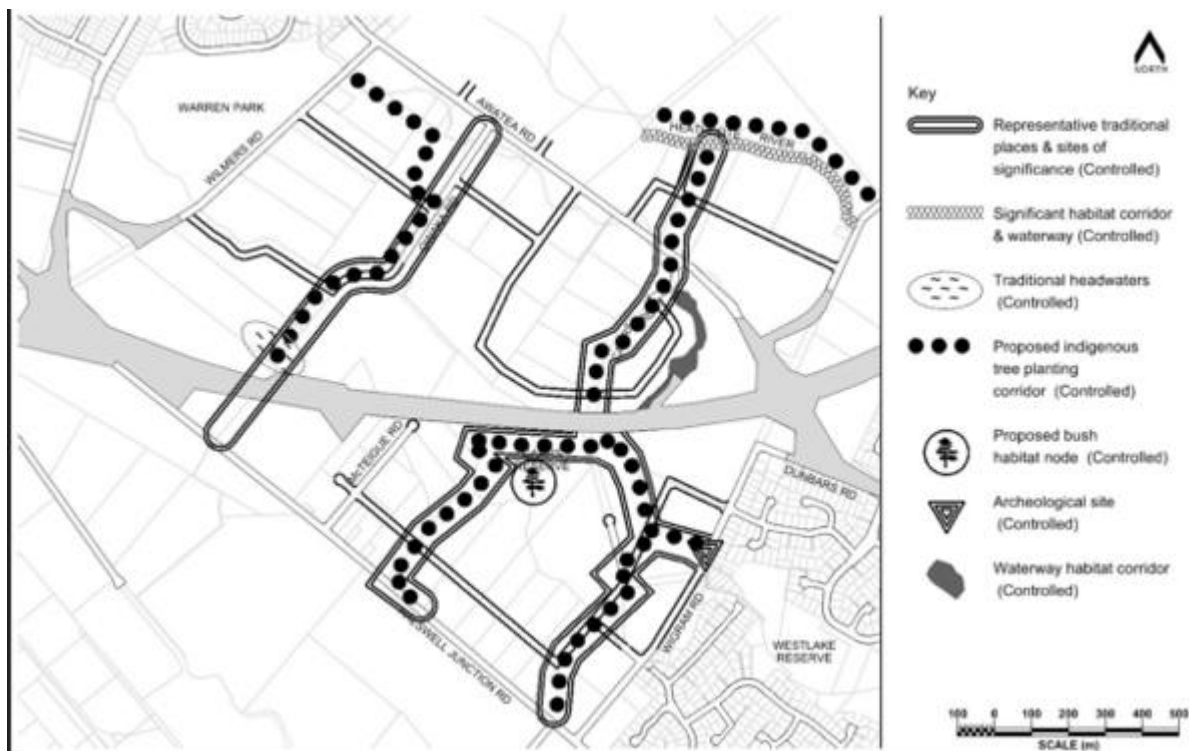 NORTH
Key
Representative traditional
places & sites of
significance (Controlled)
Significant habitat corridor
& waterway (Controlled)
Traditional headwaters
(Controlled)
Proposed indigenous
tree planting
corridor (Controlled)
Proposed bush
habitat node (Controlled)
Archeological site
(Controlled)
Waterway habitat corridor
(Controlled)
100 0 100 200 300 400 500
SCALE (m)
WARREN PARK
WILMERS RD
AWATEA RD
RIVER
McTEIGUE RD
DUNBARS RD
WIGRAM RD
JUNCTION RD
WESTLAKE
RESERVE